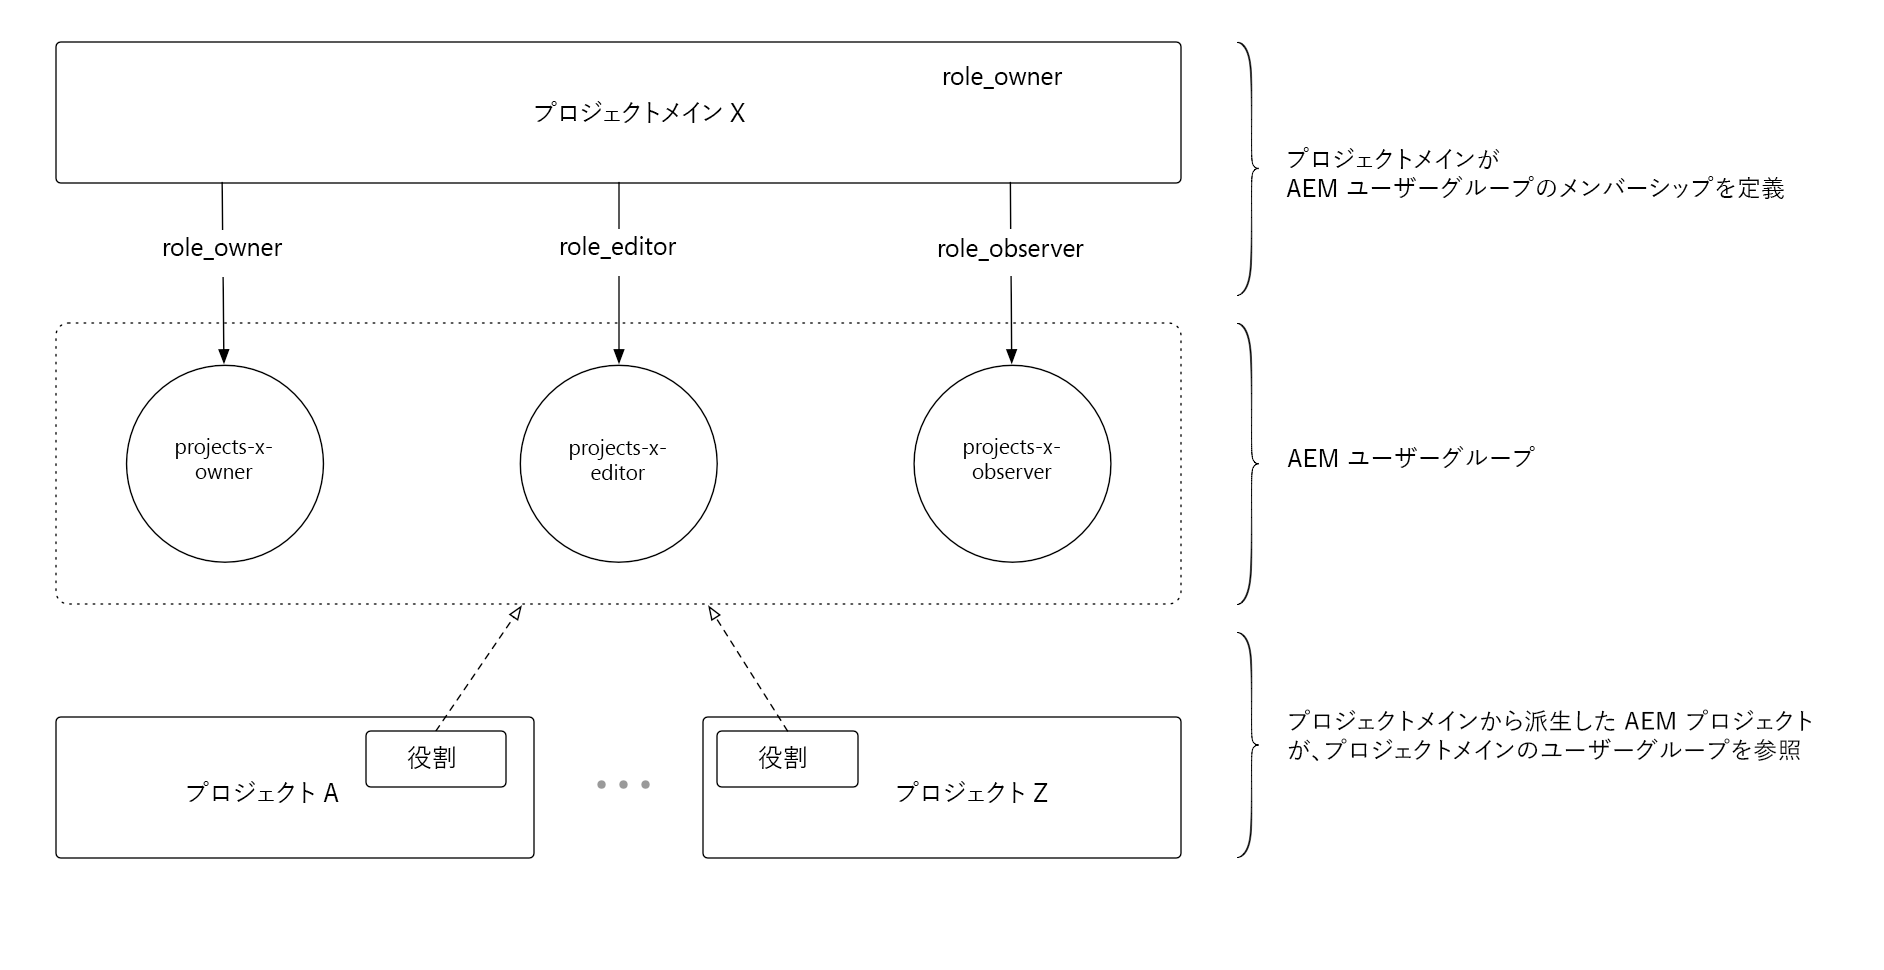 role_owner
プロジェクトメイン X
プロジェクトメインが
AEM ユーザーグループのメンバーシップを定義
role_owner
role_editor
role_observer
projects-x-
owner
projects-x-
editor
projects-x-
observer
AEM ユーザーグループ
役割
プロジェクト A
役割
プロジェクト Z
プロジェクトメインから派生した AEM プロジェクト
が、プロジェクトメインのユーザーグループを参照